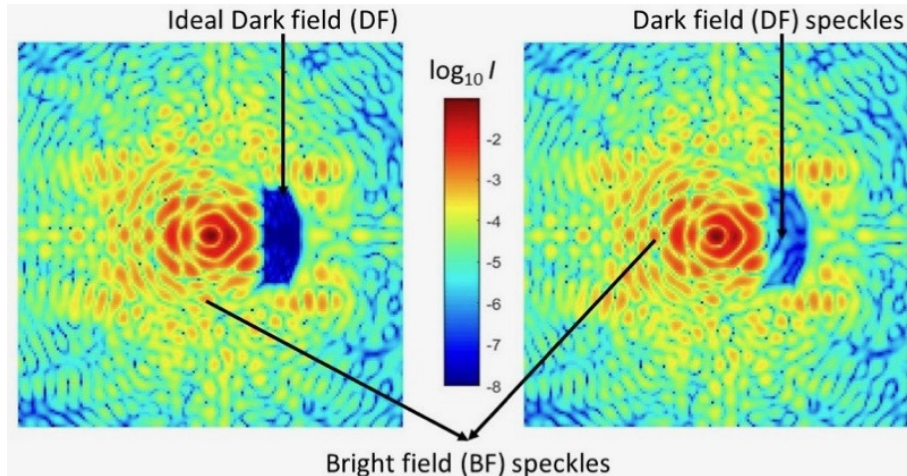 Ideal Dark field (DF)
Dark field (DF) speckles
log10 I
-2
-3
-4
-5
-6
-7
-8
Bright field (BF) speckles